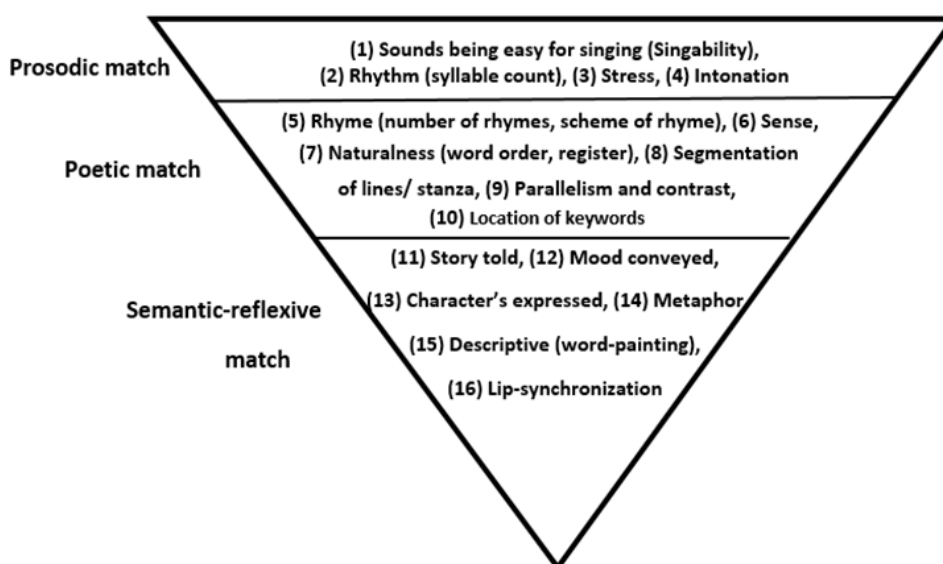 Prosodic match
(1) Sounds being easy for singing (Singability),
(2) Rhythm (syllable count), (3) Stress, (4) Intonation
Poetic match
(5) Rhyme (number of rhymes, scheme of rhyme), (6) Sense,
(7) Naturalness (word order, register), (8) Segmentation
of lines/ stanza, (9) Parallelism and contrast,
(10) Location of keywords
Semantic-reflexive
match
(11) Story told, (12) Mood conveyed,
(13) Character's expressed, (14) Metaphor
(15) Descriptive (word-painting),
(16) Lip-synchronization